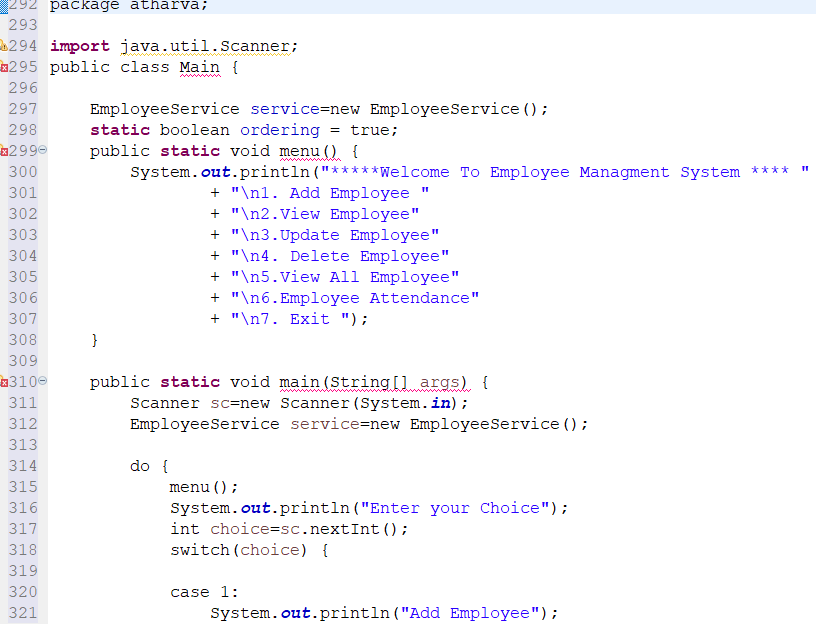 292 package atharva;
293
294 import java.util.Scanner;
295 public class Main {
296
297     EmployeeService service=new EmployeeService();
298     static boolean ordering = true;
299     public static void menu() {
300         System.out.println("*****Welcome To Employee Managment System **** "
301                 + "\n1. Add Employee "
302                 + "\n2.View Employee"
303                 + "\n3.Update Employee"
304                 + "\n4. Delete Employee"
305                 + "\n5.View All Employee"
306                 + "\n6.Employee Attendance"
307                 + "\n7. Exit ");
308     }
309
310     public static void main(String[] args) {
311         Scanner sc=new Scanner(System.in);
312         EmployeeService service=new EmployeeService();
313
314         do {
315             menu();
316             System.out.println("Enter your Choice");
317             int choice=sc.nextInt();
318             switch(choice) {
319
320             case 1:
321                 System.out.println("Add Employee");